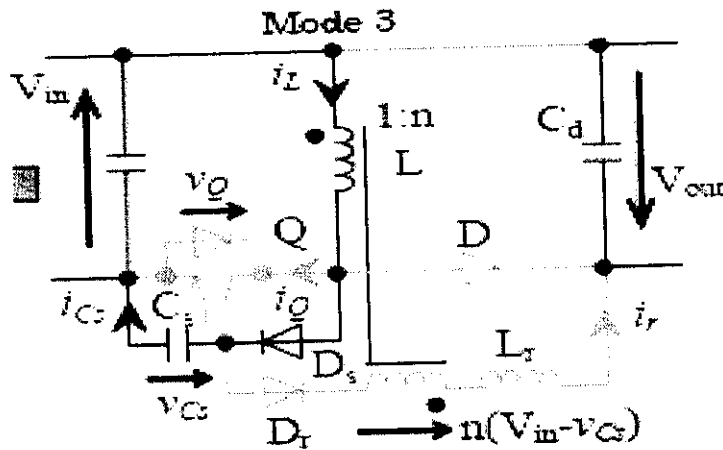 Mode 3
V_in
i_L
1:n
L
C_d
V_out
v_Q
Q
D
i_Cs
C_s
i_Q
D_s
L_r
i_r
v_Cs
D_r
n(V_in-v_Cs)